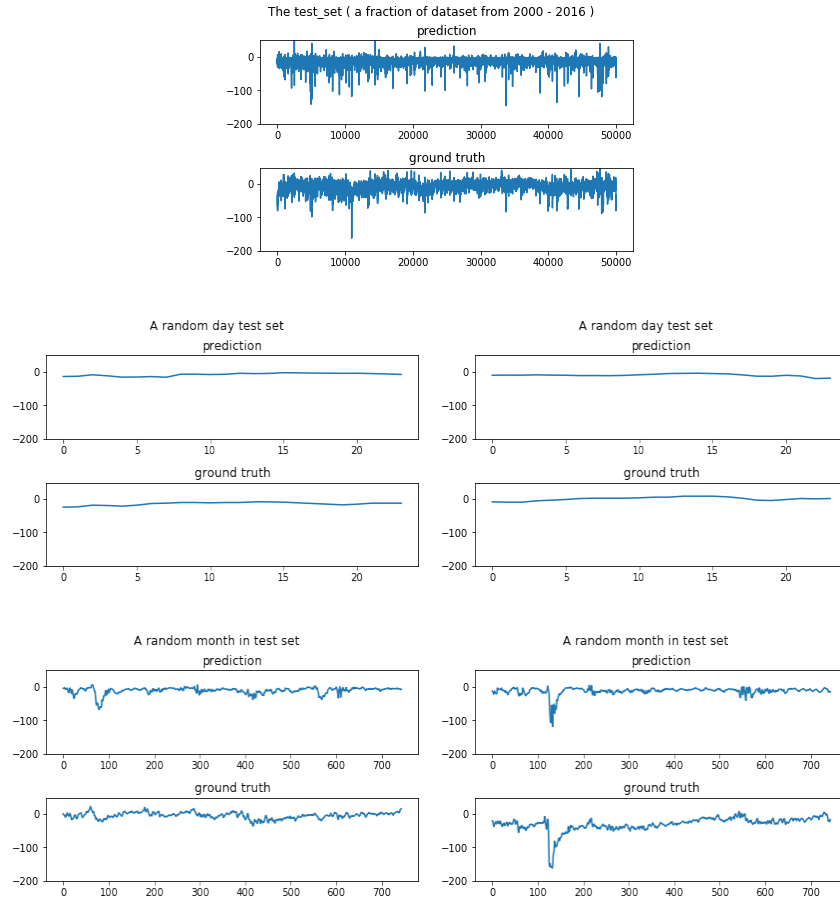 The test_set ( a fraction of dataset from 2000 - 2016 )
prediction
0
−100
−200
0 10000 20000 30000 40000 50000
ground truth
0
−100
−200
0 10000 20000 30000 40000 50000
A random day test set
prediction
0
−100
−200
0 5 10 15 20
ground truth
0
−100
−200
0 5 10 15 20
A random day test set
prediction
0
−100
−200
0 5 10 15 20
ground truth
0
−100
−200
0 5 10 15 20
A random month in test set
prediction
0
−100
−200
0 100 200 300 400 500 600 700
ground truth
0
−100
−200
0 100 200 300 400 500 600 700
A random month in test set
prediction
0
−100
−200
0 100 200 300 400 500 600 700
ground truth
0
−100
−200
0 100 200 300 400 500 600 700